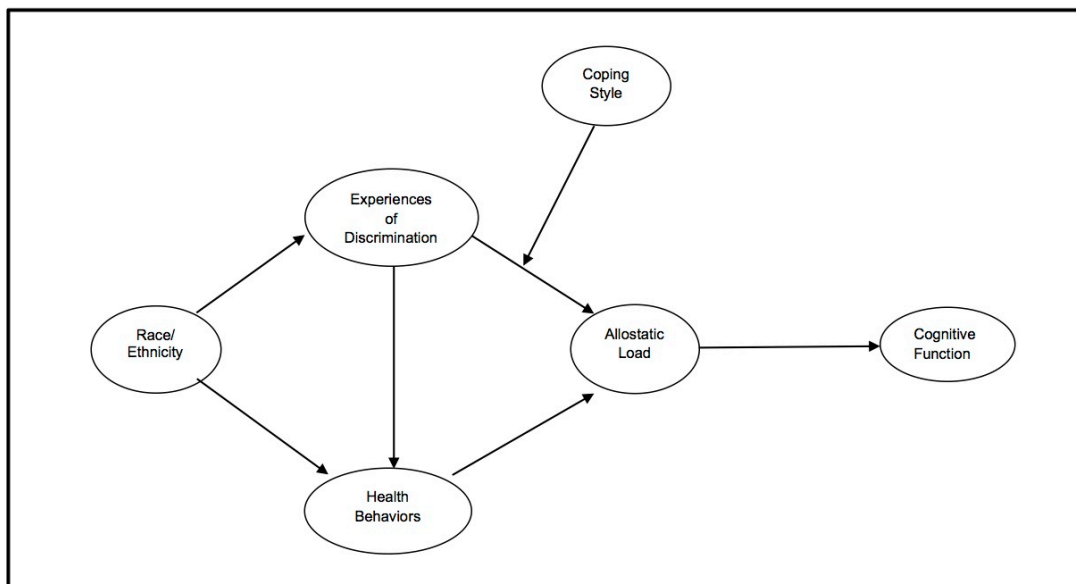 Coping
Style
Experiences
of
Discrimination
Race/
Ethnicity
Allostatic
Load
Cognitive
Function
Health
Behaviors